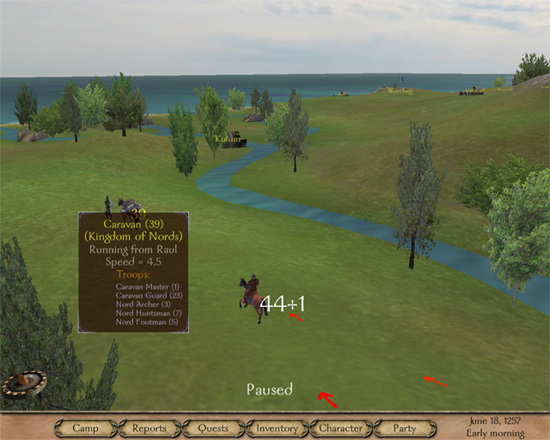 Kulum
39
Caravan (39)
(Kingdom of Nords)
Running from Raul
Speed = 4.5
Troops:
Caravan Master (1)
Caravan Guard (23)
Nord Archer (3)
Nord Huntsman (7)
Nord Footman (5)
44+1
Paused
Camp
Reports
Quests
Inventory
Character
Party
June 18, 1257
Early morning